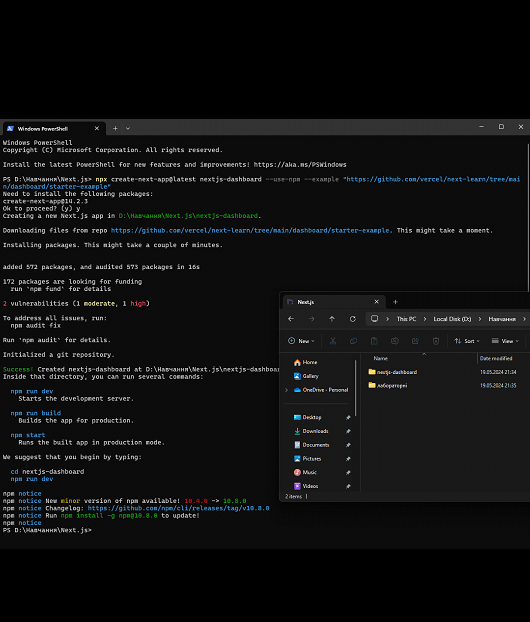 Windows PowerShell
Windows PowerShell
Copyright (C) Microsoft Corporation. All rights reserved.
Install the latest PowerShell for new features and improvements! https://aka.ms/PSWindows
PS D:\Навчання\Next.js> npx create-next-app@latest nextjs-dashboard --use-npm --example "https://github.com/vercel/next-learn/tree/mai
n/dashboard/starter-example"
Need to install the following packages:
create-next-app@14.2.3
Ok to proceed? (y) y
Creating a new Next.js app in D:\Навчання\Next.js\nextjs-dashboard.
Downloading files from repo https://github.com/vercel/next-learn/tree/main/dashboard/starter-example. This might take a moment.
Installing packages. This might take a couple of minutes.
added 572 packages, and audited 573 packages in 16s
172 packages are looking for funding
run `npm fund` for details
2 vulnerabilities (1 moderate, 1 high)
To address all issues, run:
npm audit fix
Run `npm audit` for details.
Initialized a git repository.
Success! Created nextjs-dashboard at D:\Навчання\Next.js\nextjs-dashboar
Inside that directory, you can run several commands:
npm run dev
Starts the development server.
npm run build
Builds the app for production.
npm start
Runs the built app in production mode.
We suggest that you begin by typing:
cd nextjs-dashboard
npm run dev
npm notice
npm notice New minor version of npm available! 10.4.0 -> 10.8.0
npm notice Changelog: https://github.com/npm/cli/releases/tag/v10.8.0
npm notice Run npm install -g npm@10.8.0 to update!
npm notice
PS D:\Навчання\Next.js>
Next.js
This PC > Local Disk (D:) > Навчання >
New Sort View
Name Date modified
Home
Gallery
OneDrive - Personal
Desktop
Downloads
Documents
Pictures
Music
Videos
nextjs-dashboard 19.05.2024 21:34
лабораторні 19.05.2024 21:35
2 items